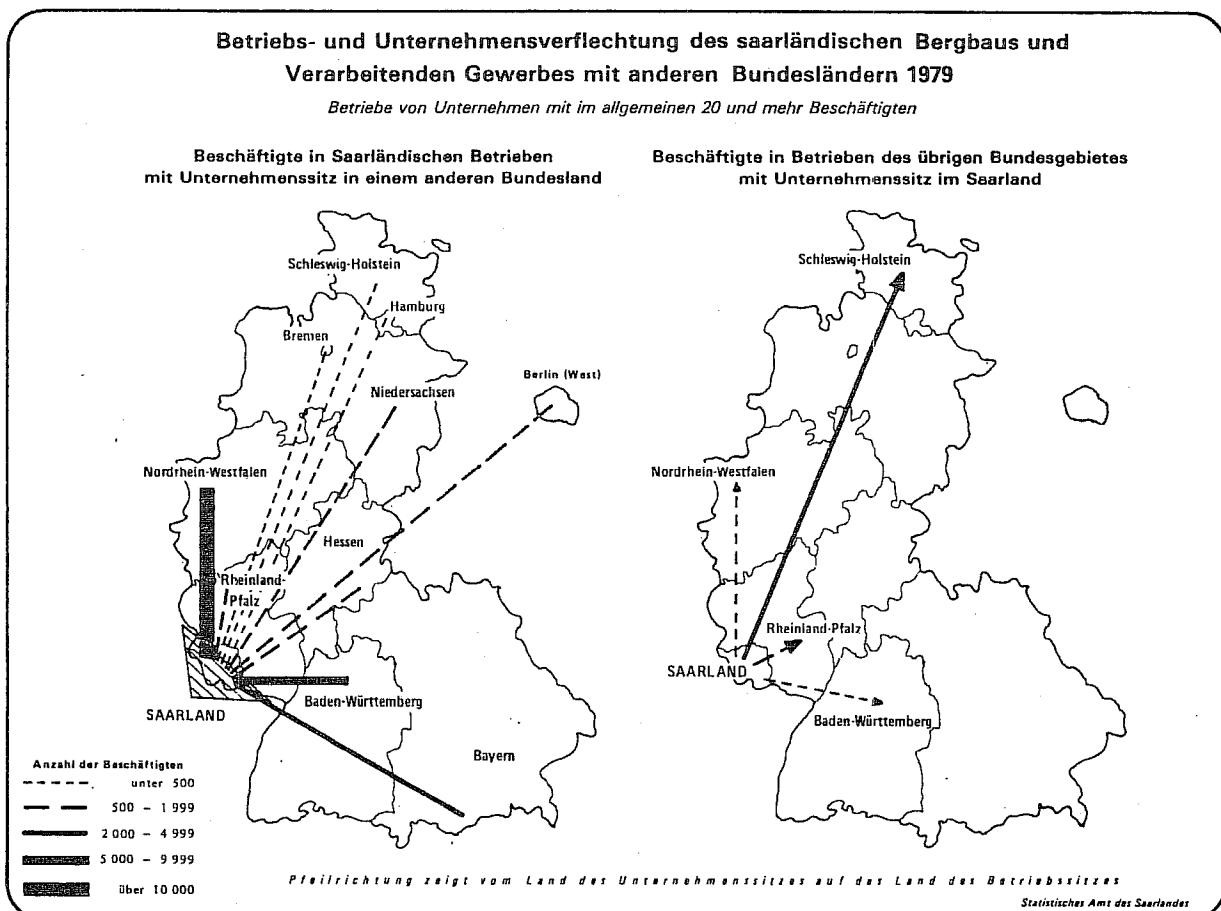 Betriebs- und Unternehmensverflechtung des saarländischen Bergbaus und
Verarbeitenden Gewerbes mit anderen Bundesländern 1979
Betriebe von Unternehmen mit im allgemeinen 20 und mehr Beschäftigten
Beschäftigte in Saarländischen Betrieben
mit Unternehmenssitz in einem anderen Bundesland
Schleswig-Holstein
Hamburg
Bremen
Niedersachsen
Berlin (West)
Nordrhein-Westfalen
Hessen
Rheinland-
Pfalz
Baden-Württemberg
SAARLAND
Bayern
Beschäftigte in Betrieben des übrigen Bundesgebietes
mit Unternehmenssitz im Saarland
Schleswig-Holstein
Nordrhein-Westfalen
Rheinland-Pfalz
SAARLAND
Baden-Württemberg
Anzahl der Beschäftigten
unter 500
500 - 1 999
2 000 - 4 999
5 000 - 9 999
über 10 000
Pfeilrichtung zeigt vom Land des Unternehmenssitzes auf das Land des Betriebssitzes
Statistisches Amt des Saarlandes